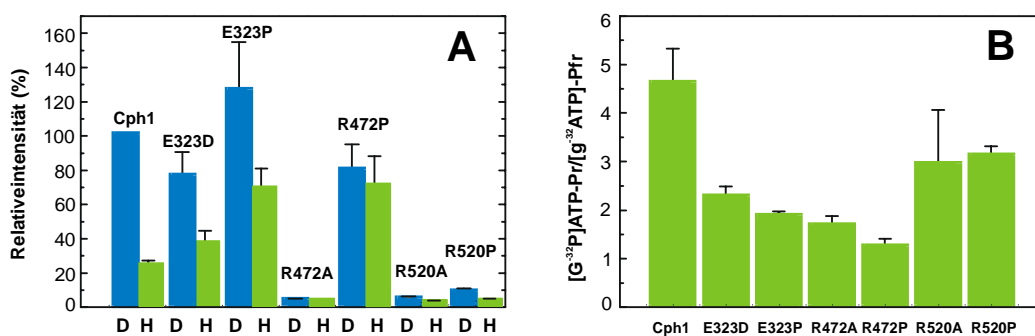 A
Relativeintensität (%)
160
140
120
100
80
60
40
20
0
Cph1
E323D
E323P
R472A
R472P
R520A
R520P
D H D H D H D H D H D H D H
B
[G-32P]ATP-Pr/[g-32ATP]-Pfr
6
5
4
3
2
1
0
Cph1 E323D E323P R472A R472P R520A R520P